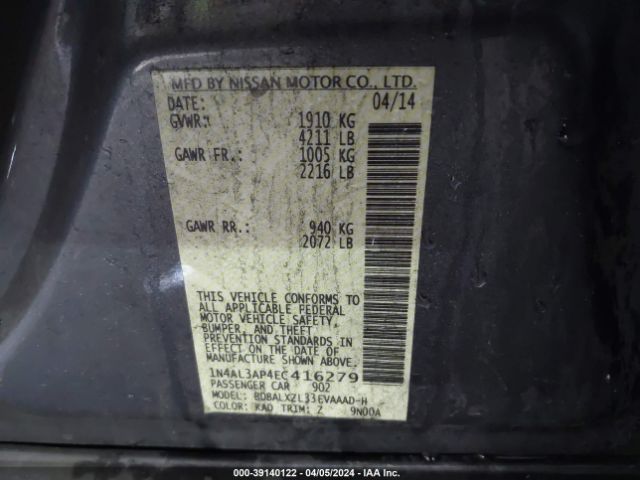 MFD BY NISSAN MOTOR CO., LTD.
DATE: 04/14
GVWR: 1910 KG
4211 LB
GAWR FR.: 1005 KG
2216 LB
GAWR RR.: 940 KG
2072 LB
THIS VEHICLE CONFORMS TO
ALL APPLICABLE FEDERAL
MOTOR VEHICLE SAFETY,
BUMPER, AND THEFT
PREVENTION STANDARDS IN
EFFECT ON THE DATE OF
MANUFACTURE SHOWN ABOVE.
1N4AL3AP4EC416279
PASSENGER CAR 902
MODEL: BDBALXZL33EVAAAD-H
COLOR: KAD TRIM: Z 9N00A
000-39140122 - 04/05/2024 - IAA Inc.